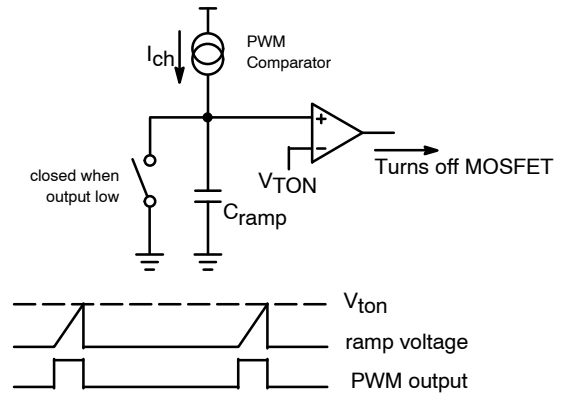 PWM
Comparator
Ich
+
−
closed when
output low
VTON
Turns off MOSFET
Cramp
Vton
ramp voltage
PWM output